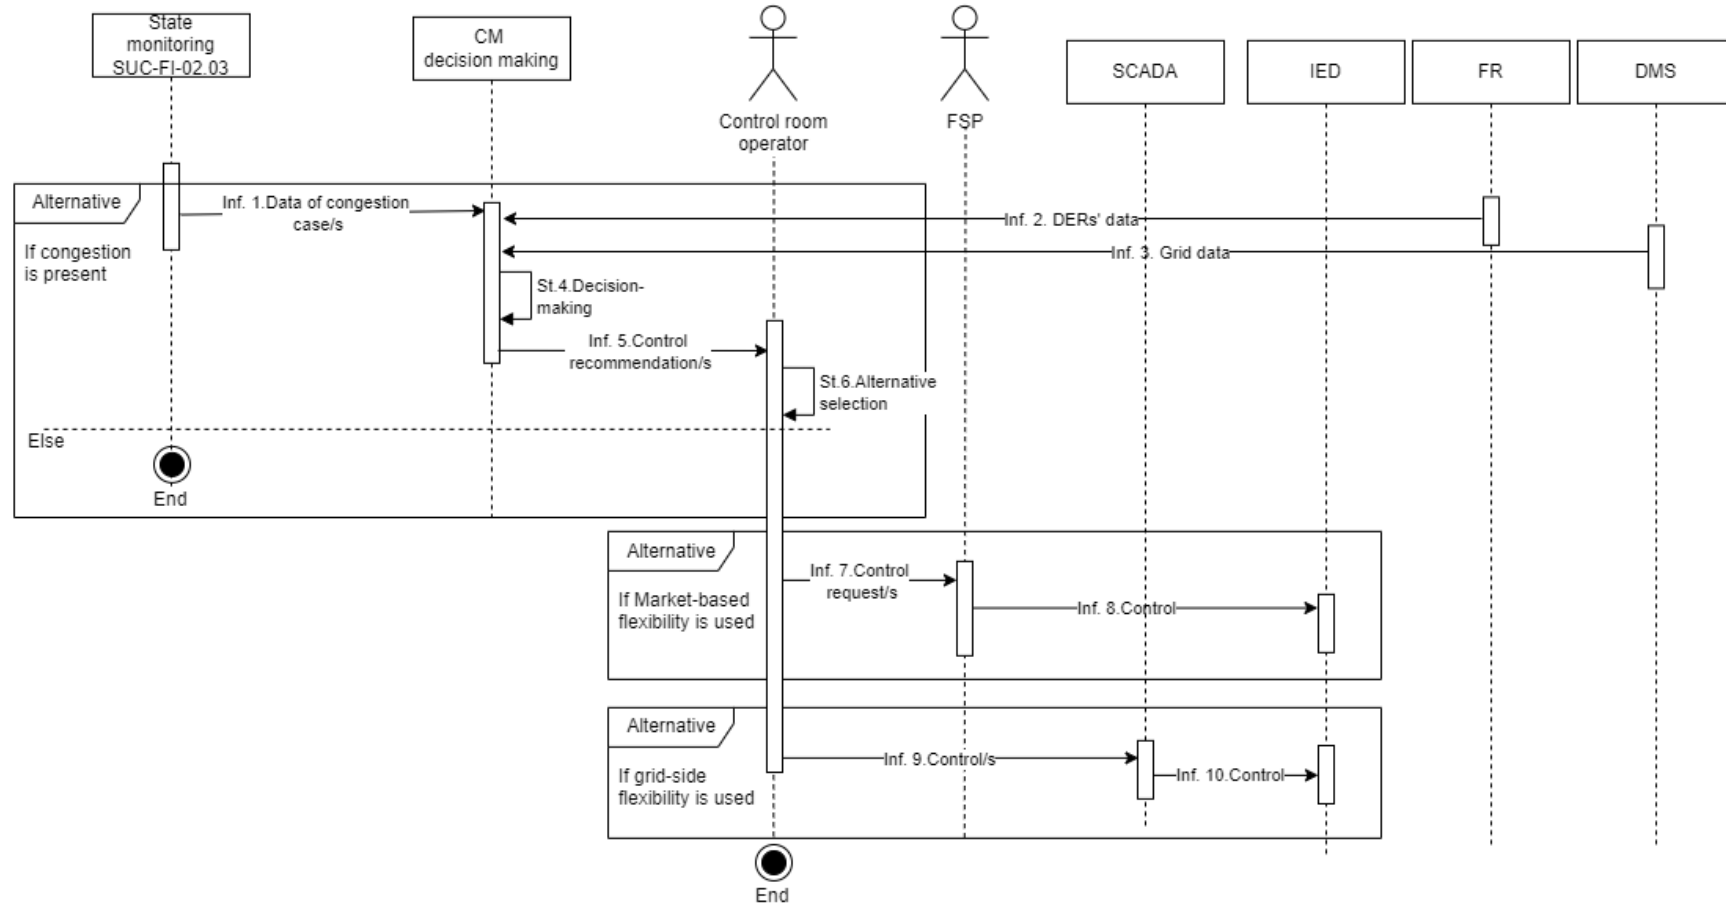 State
monitoring
SUC-FI-02.03
CM
decision making
Control room
operator
FSP
SCADA
IED
FR
DMS
Alternative
If congestion
is present
Inf. 1.Data of congestion
case/s
Inf. 2. DERs' data
Inf. 3. Grid data
St.4.Decision-
making
Inf. 5.Control
recommendation/s
St.6.Alternative
selection
Else
End
Alternative
If Market-based
flexibility is used
Inf. 7.Control
request/s
Inf. 8.Control
Alternative
If grid-side
flexibility is used
Inf. 9.Control/s
Inf. 10.Control
End